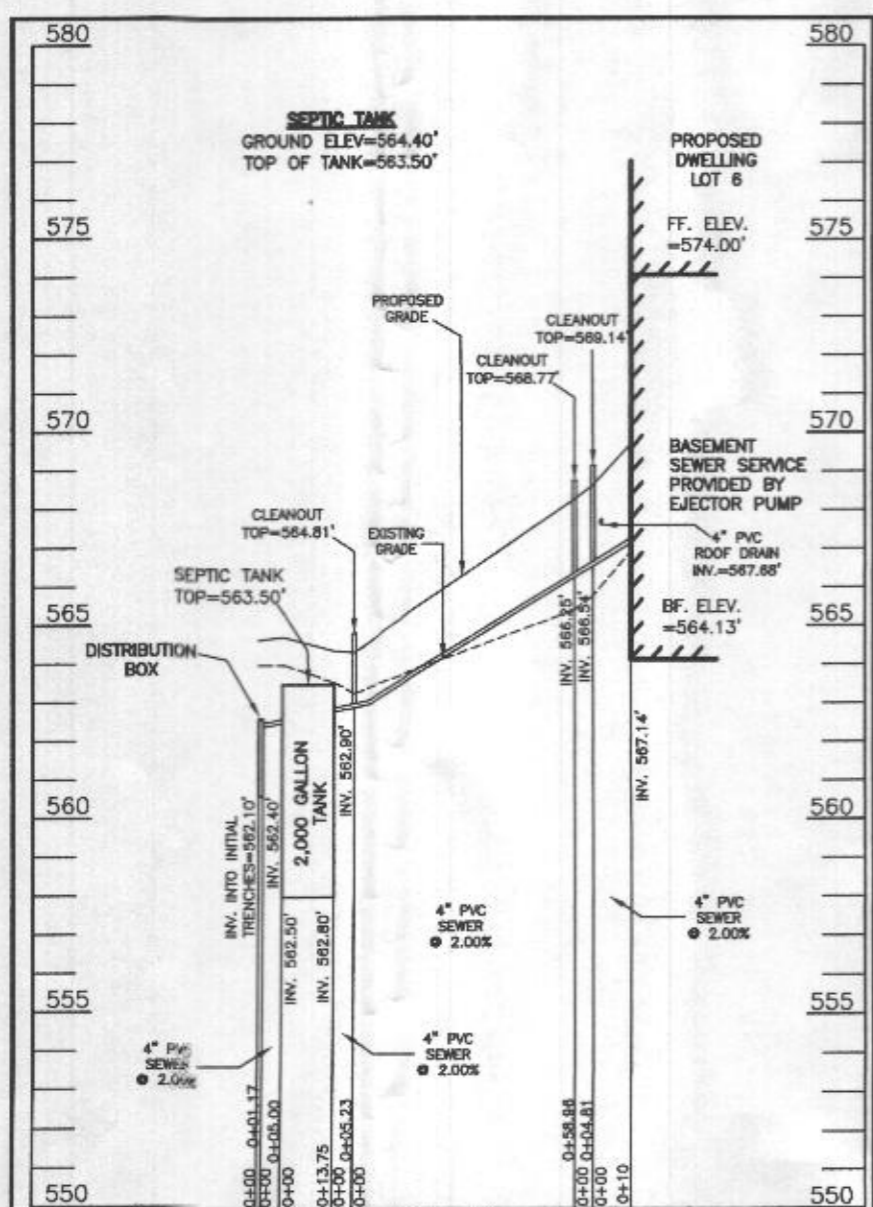 580
580
SEPTIC TANK
GROUND ELEV=564.40'
TOP OF TANK=563.50'
PROPOSED
DWELLING
LOT 6
575
575
FF. ELEV.
=574.00'
PROPOSED
GRADE
CLEANOUT
TOP=569.14'
CLEANOUT
TOP=568.77'
570
570
BASEMENT
SEWER SERVICE
PROVIDED BY
EJECTOR PUMP
CLEANOUT
TOP=564.81'
EXISTING
GRADE
4" PVC
ROOF DRAIN
INV.=567.68'
SEPTIC TANK
TOP=563.50'
565
565
BF. ELEV.
=564.13'
DISTRIBUTION
BOX
INV. 566.25'
INV. 566.54'
INV. 567.14'
560
560
INV. INTO INITIAL
TRENCHES=562.10'
INV. 562.40'
2,000 GALLON
TANK
INV. 562.90'
INV. 562.50'
INV. 562.80'
4" PVC
SEWER
@ 2.00%
4" PVC
SEWER
@ 2.00%
555
555
4" PVC
SEWER
@ 2.00%
4" PVC
SEWER
@ 2.00%
0+00
0+01.17
0+00
0+05.00
0+00
0+13.75
0+00
0+05.23
0+00
0+58.96
0+00
0+04.81
0+00
0+10
550
550